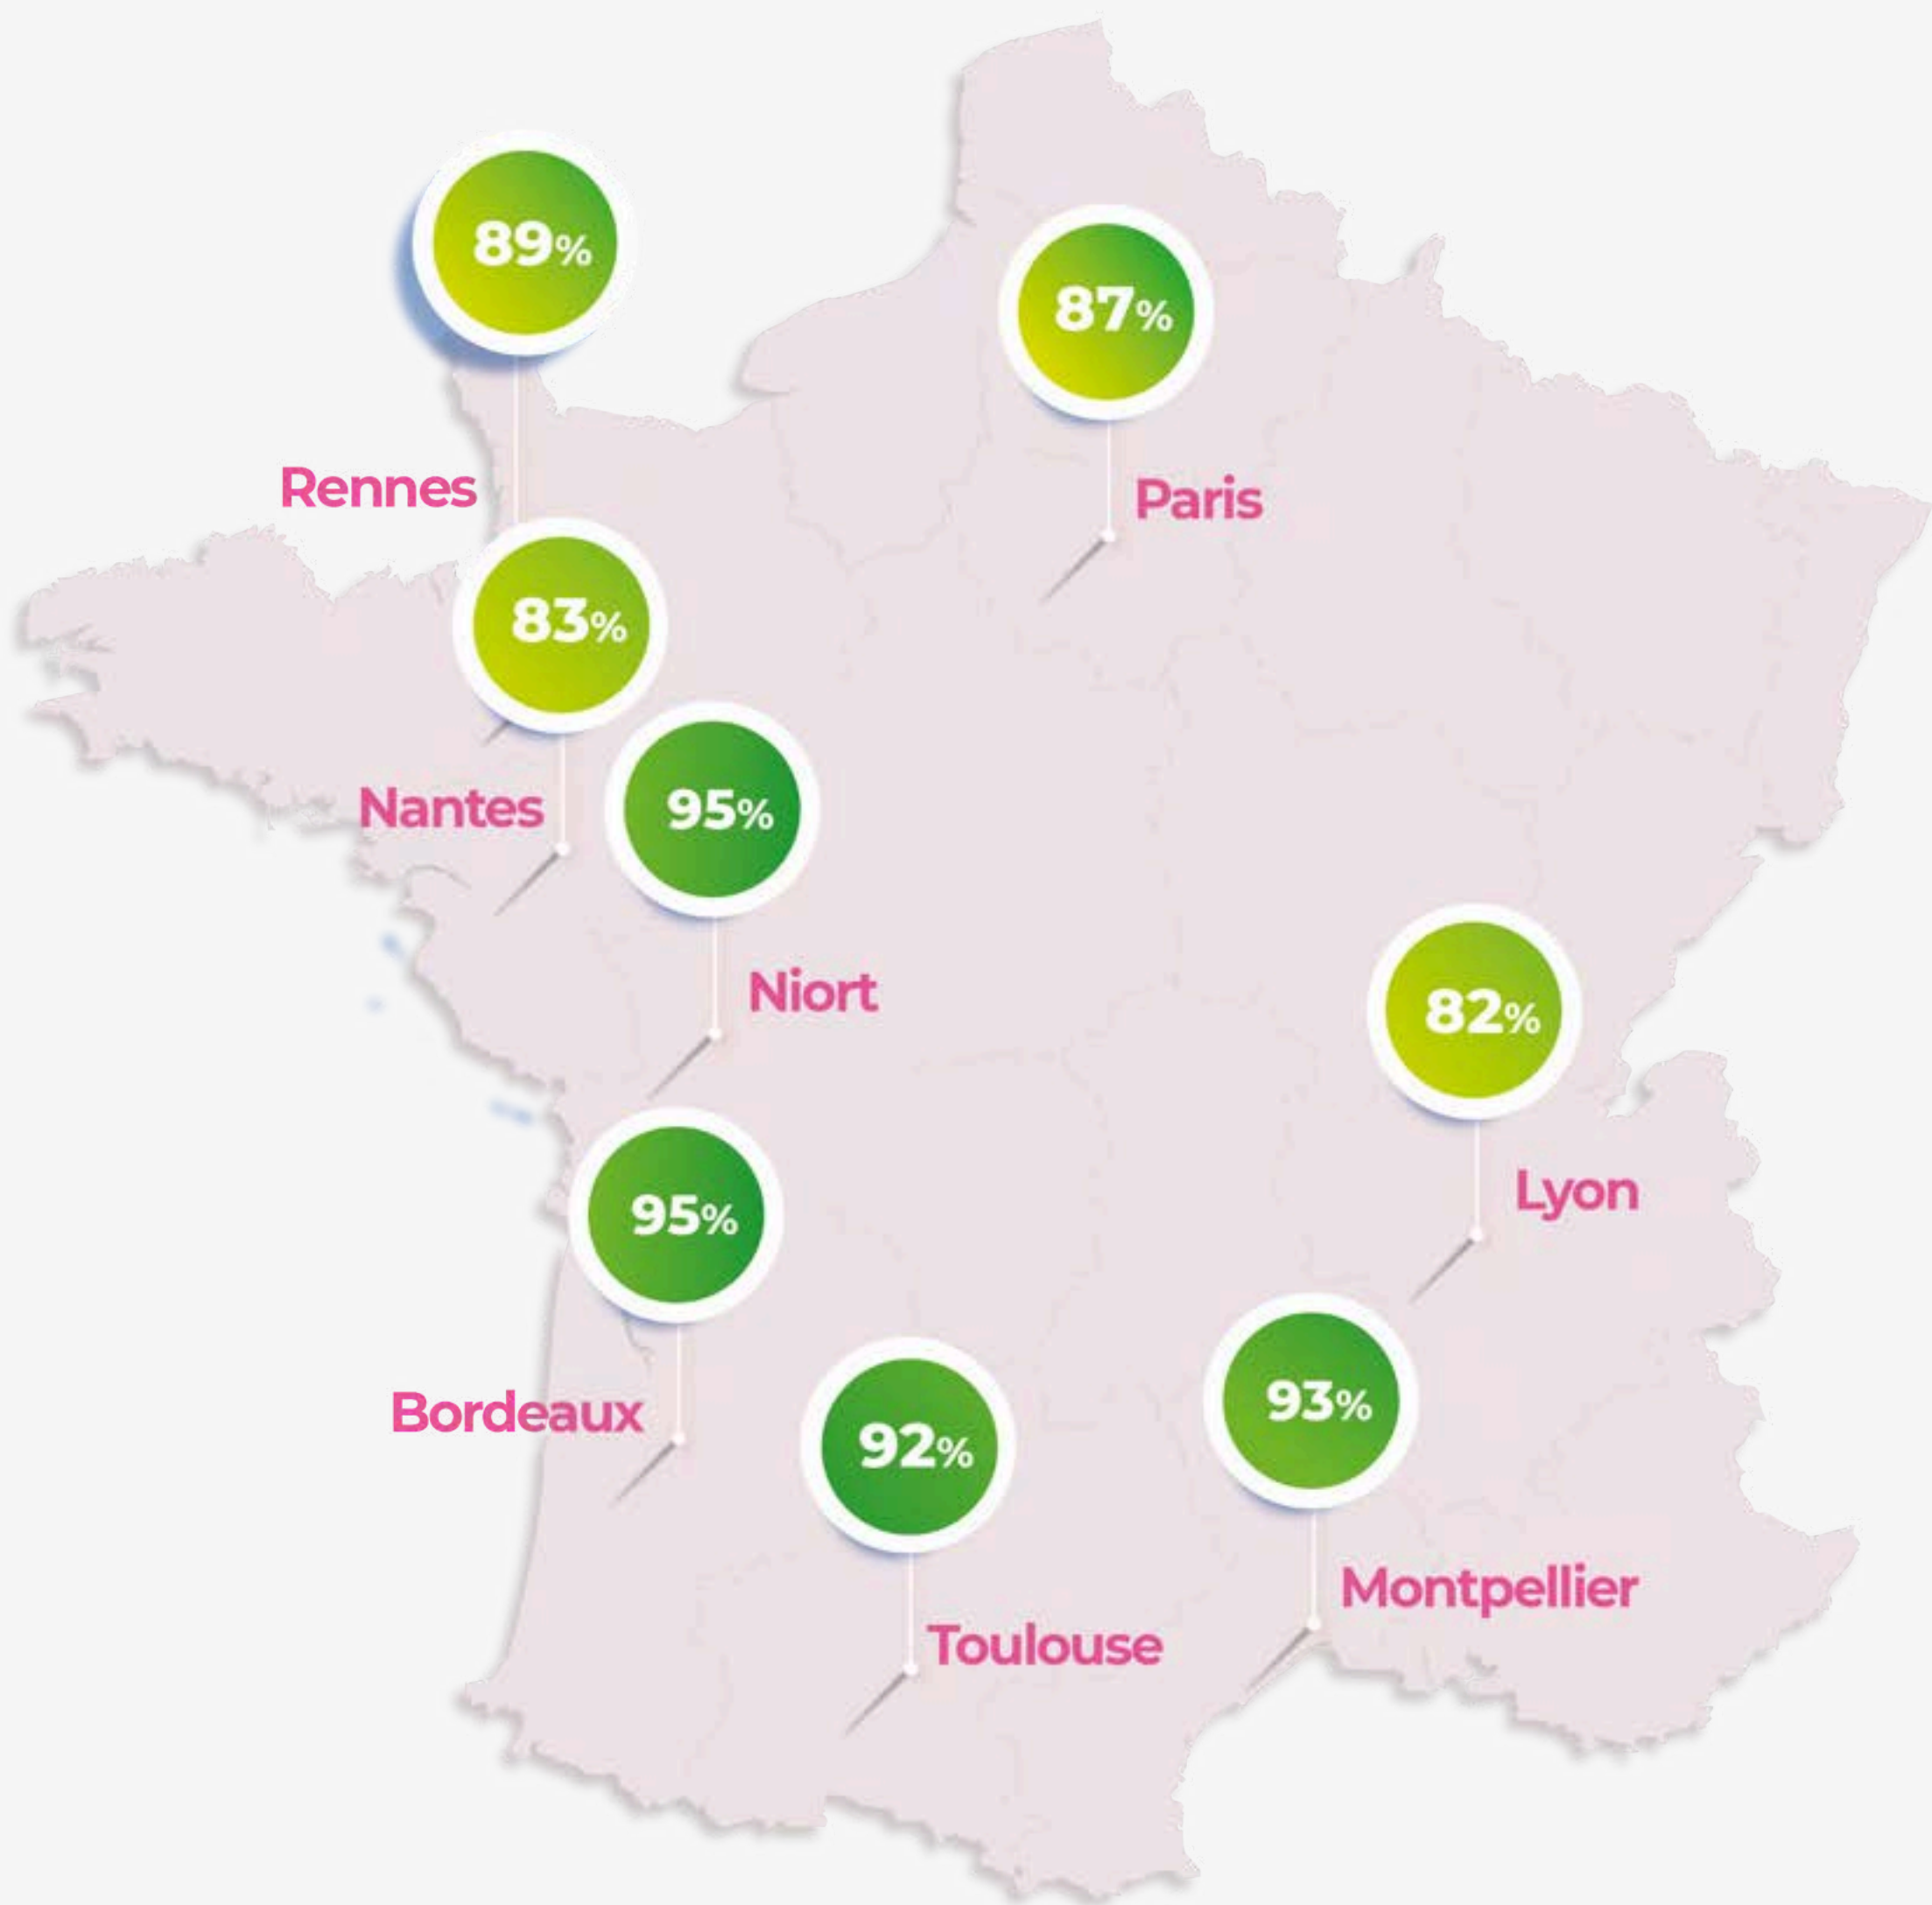 89%
87%
Rennes
Paris
83%
Nantes
95%
Niort
82%
Lyon
95%
Bordeaux
92%
Toulouse
93%
Montpellier